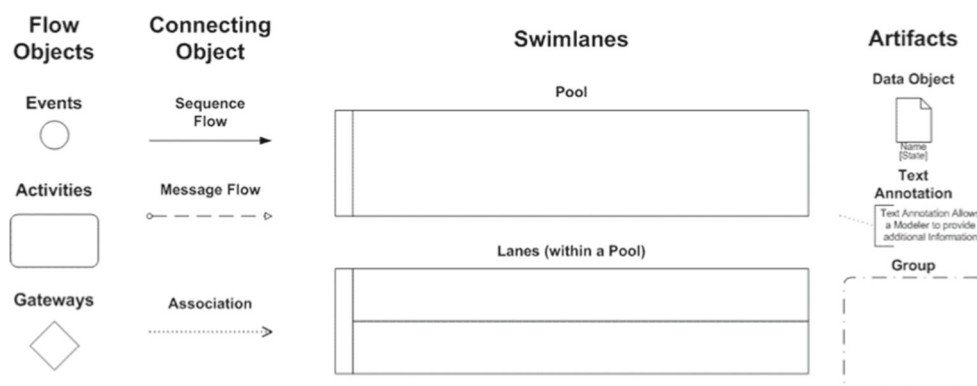 Flow
Objects
Connecting
Object
Swimlanes
Artifacts
Events
Sequence
Flow
Pool
Data Object
Name
[State]
Activities
Message Flow
Text
Annotation
Text Annotation Allows
a Modeler to provide
additional Information
Lanes (within a Pool)
Group
Gateways
Association